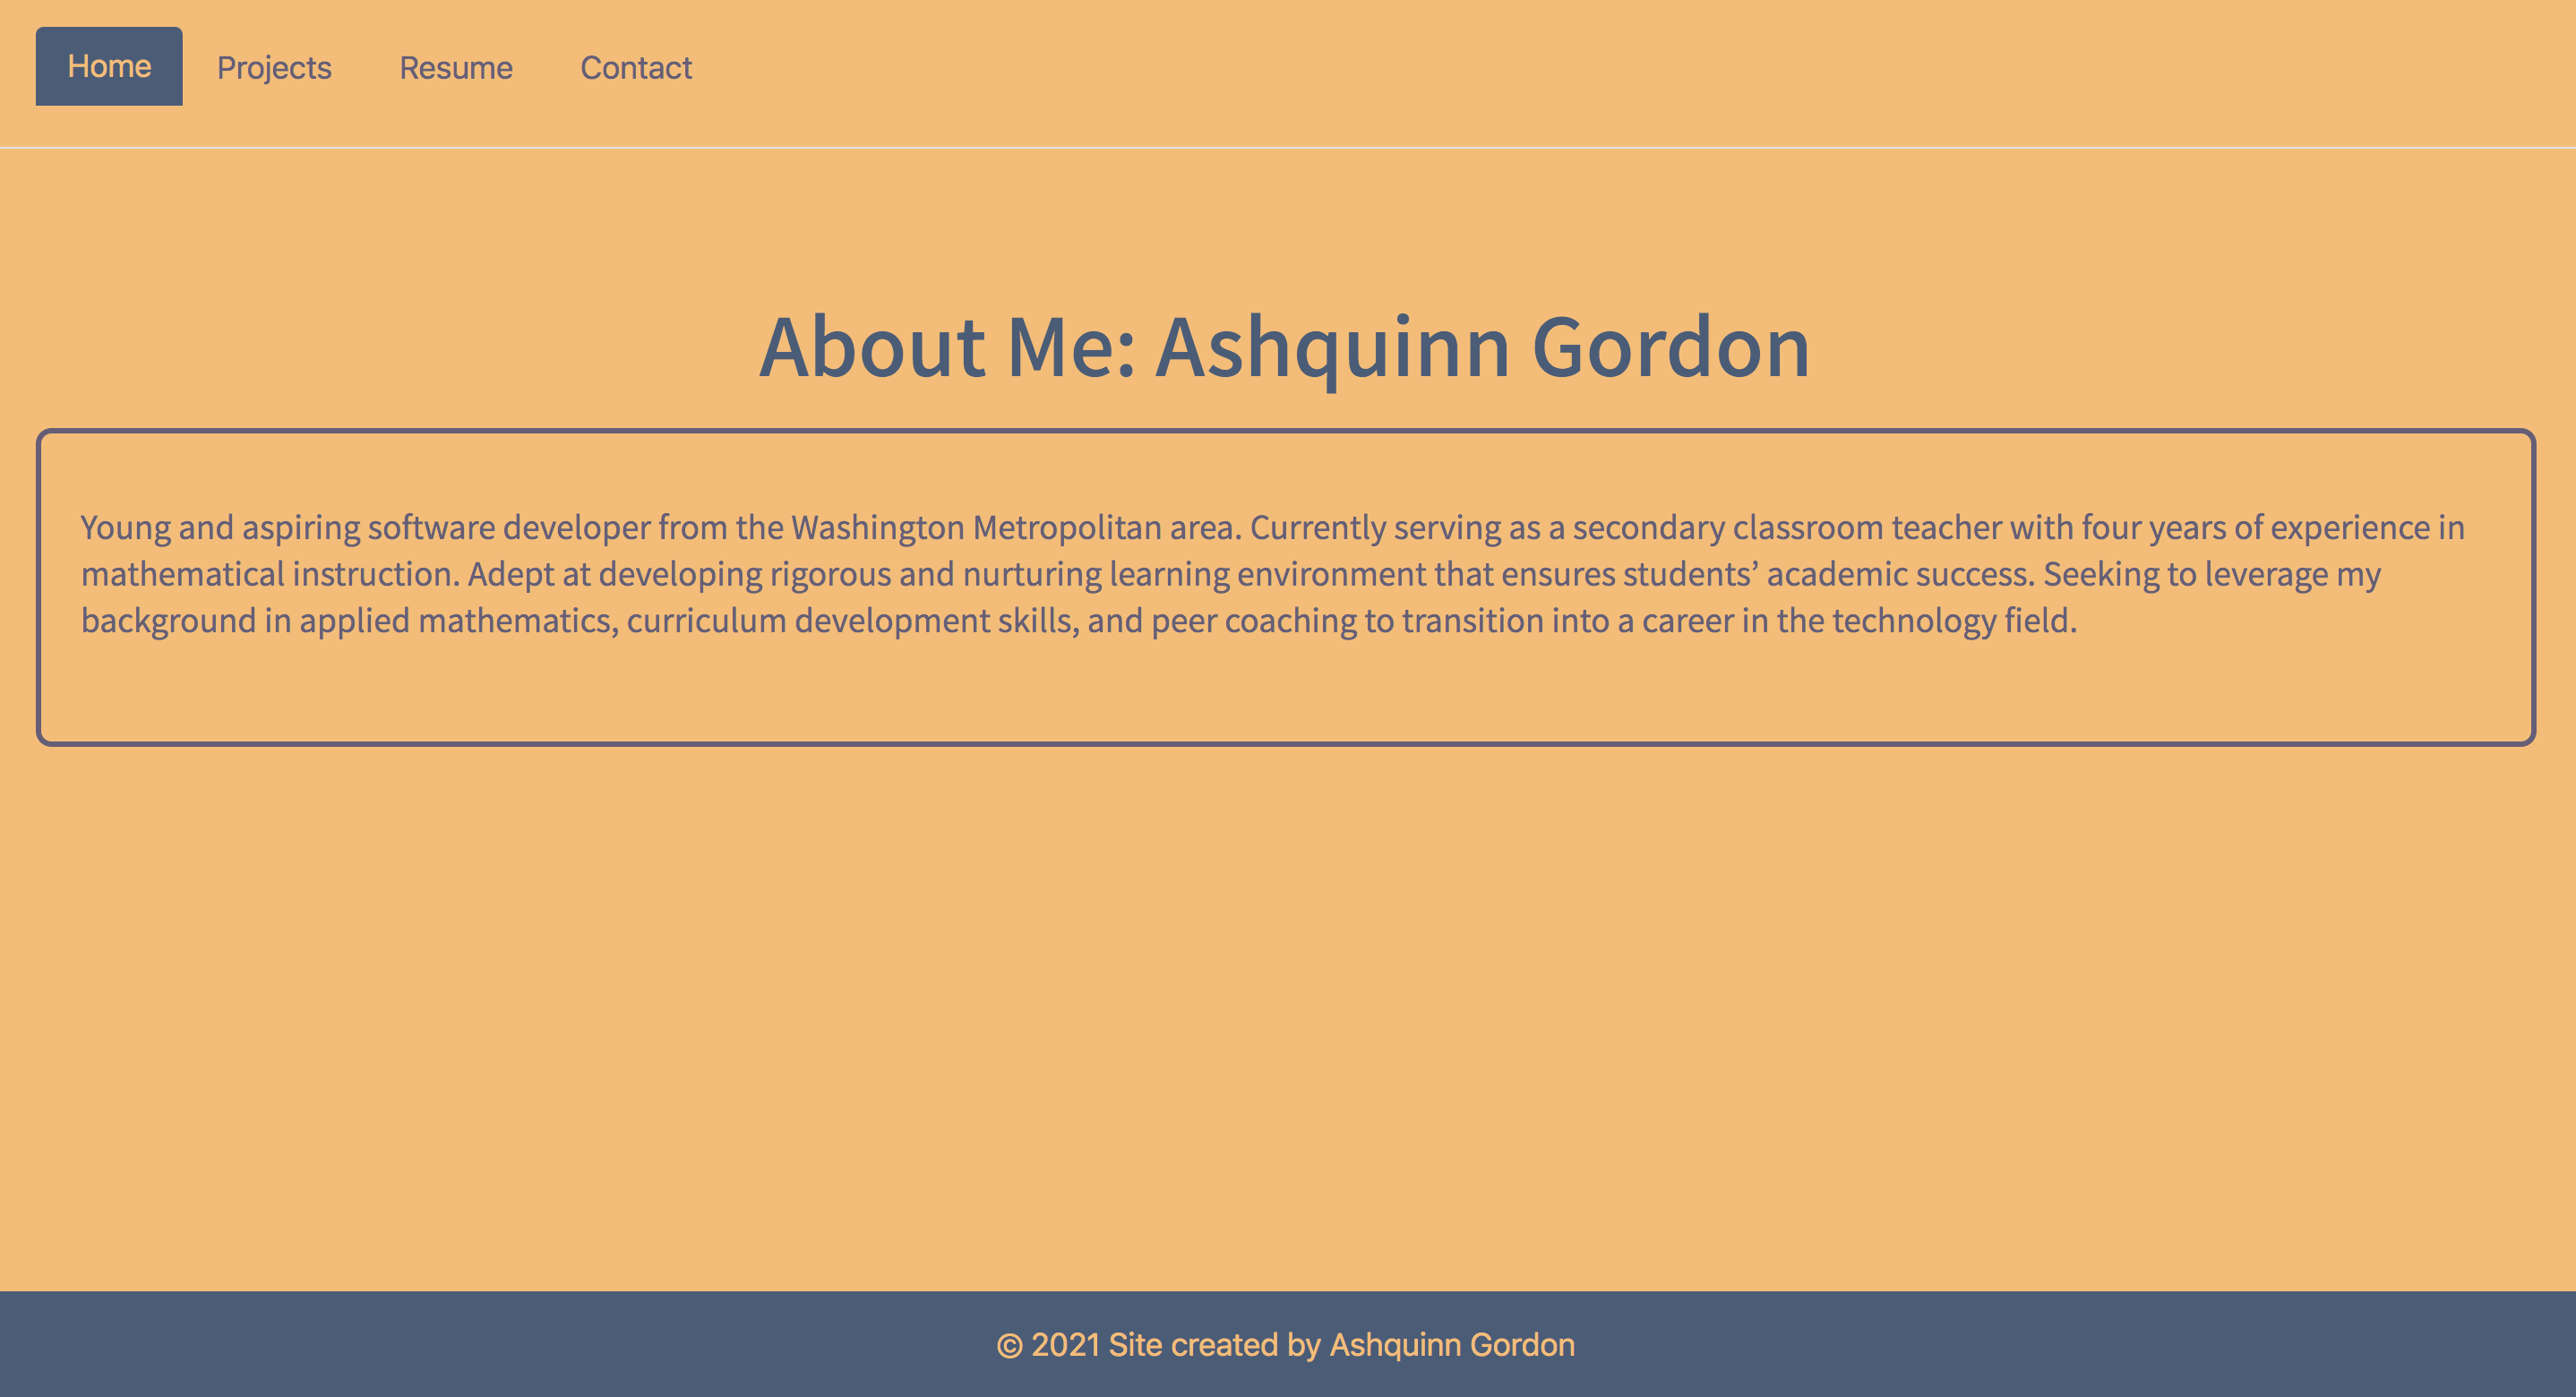 Home Projects Resume Contact
About Me: Ashquinn Gordon
Young and aspiring software developer from the Washington Metropolitan area. Currently serving as a secondary classroom teacher with four years of experience in
mathematical instruction. Adept at developing rigorous and nurturing learning environment that ensures students’ academic success. Seeking to leverage my
background in applied mathematics, curriculum development skills, and peer coaching to transition into a career in the technology field.
© 2021 Site created by Ashquinn Gordon